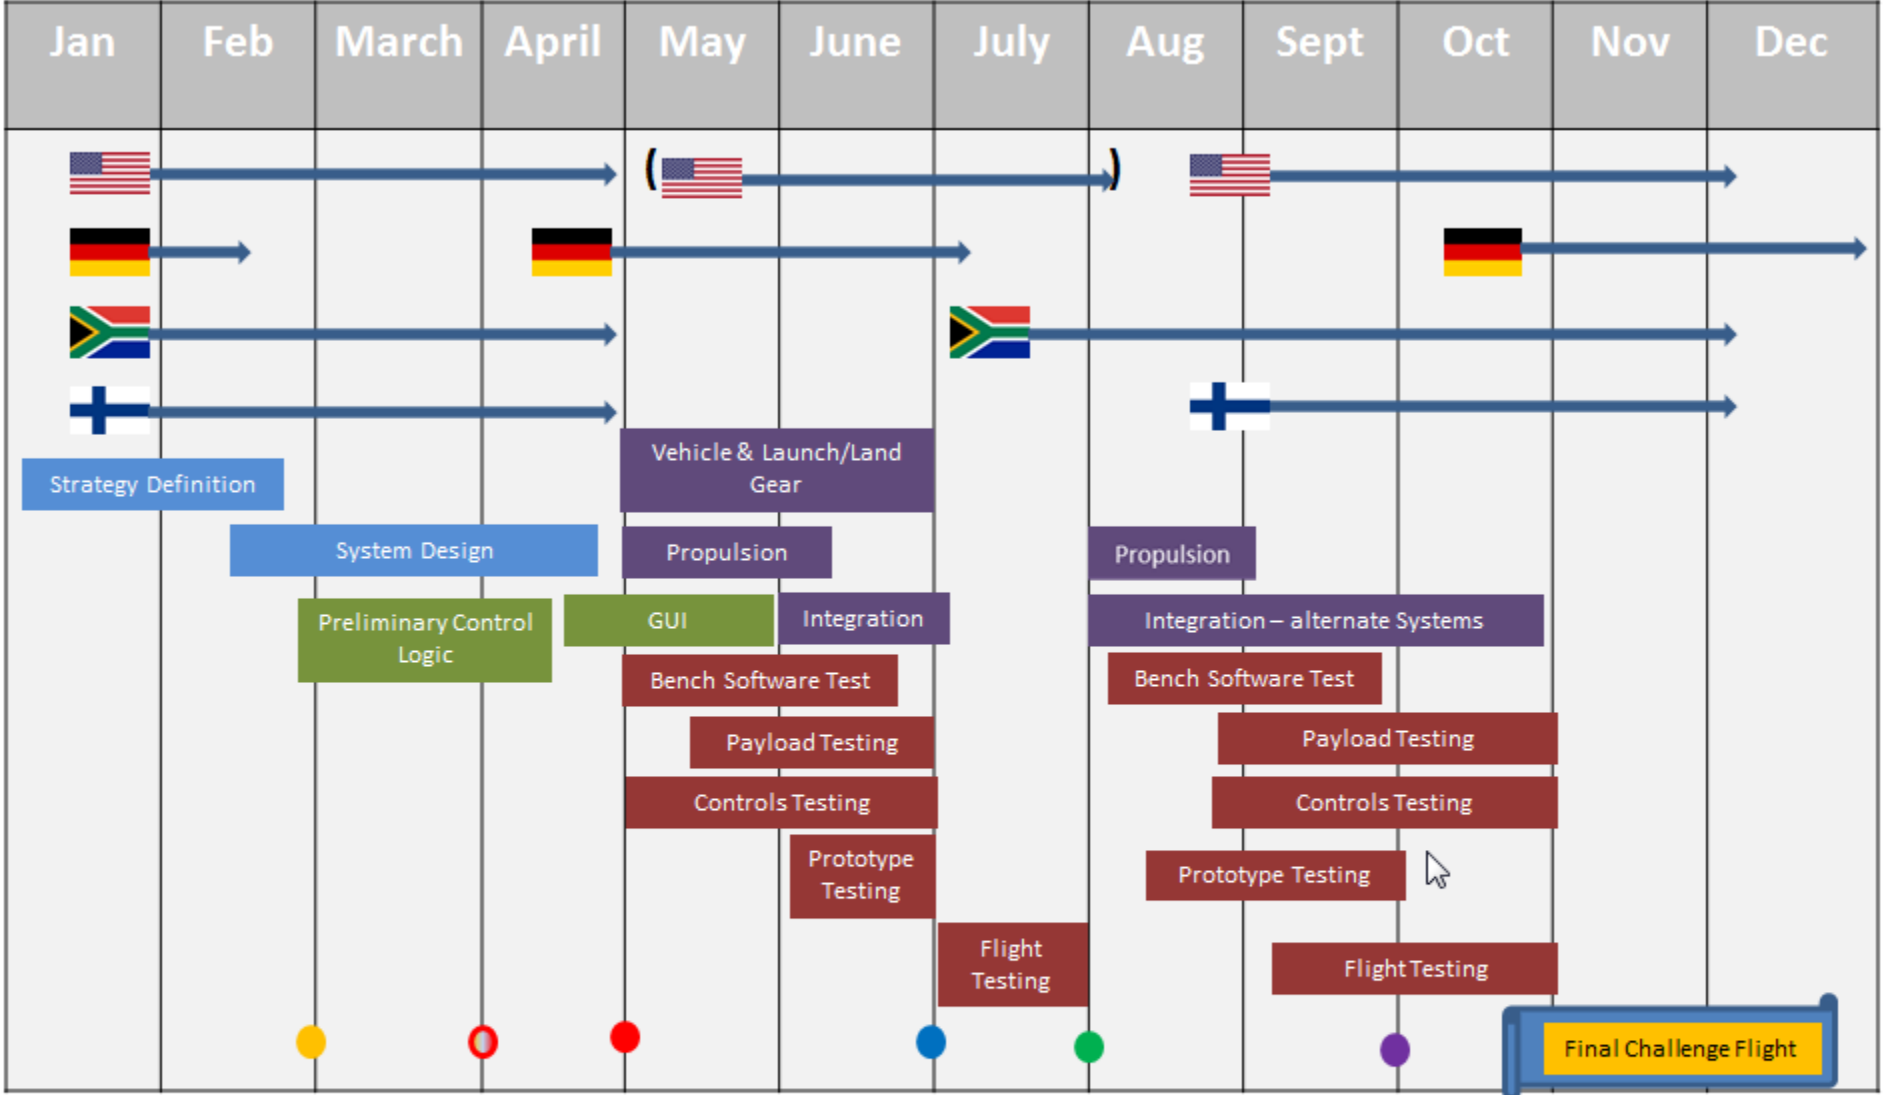 Jan
Feb
March
April
May
June
July
Aug
Sept
Oct
Nov
Dec
(
)
Vehicle & Launch/Land
Gear
Strategy Definition
System Design
Propulsion
Propulsion
Preliminary Control
Logic
GUI
Integration
Integration – alternate Systems
Bench Software Test
Bench Software Test
Payload Testing
Payload Testing
Controls Testing
Controls Testing
Prototype
Testing
Prototype Testing
Flight
Testing
Flight Testing
Final Challenge Flight